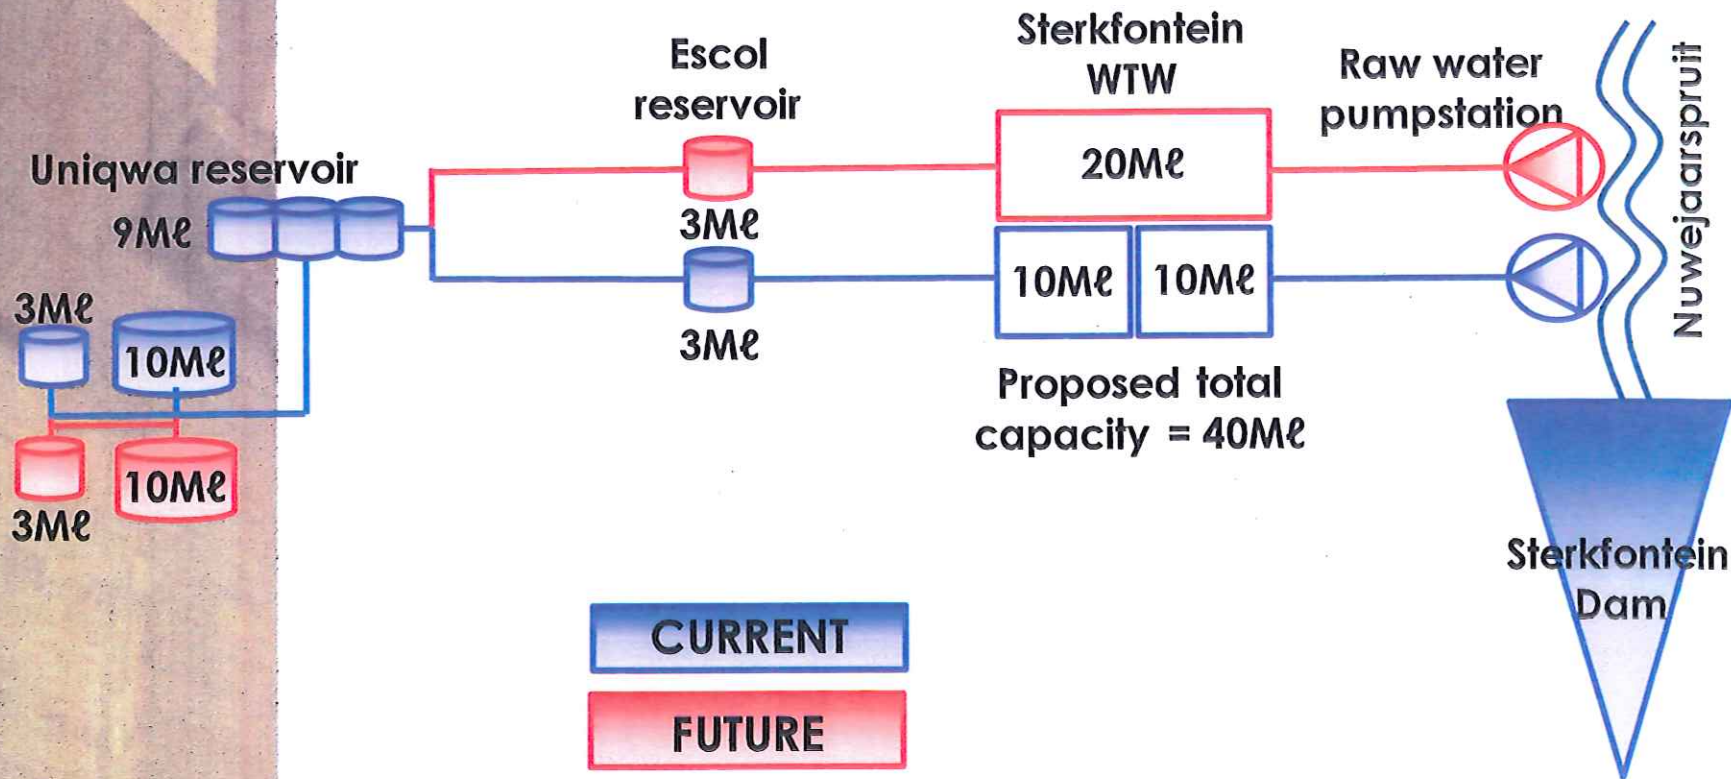 Escol
reservoir
Sterkfontein
WTW
Raw water
pumpstation
Nuwejaarspruit
Uniqwa reservoir
9Mℓ
3Mℓ
20Mℓ
10Mℓ
10Mℓ
3Mℓ
3Mℓ
10Mℓ
Proposed total
capacity = 40Mℓ
10Mℓ
3Mℓ
Sterkfontein
Dam
CURRENT
FUTURE